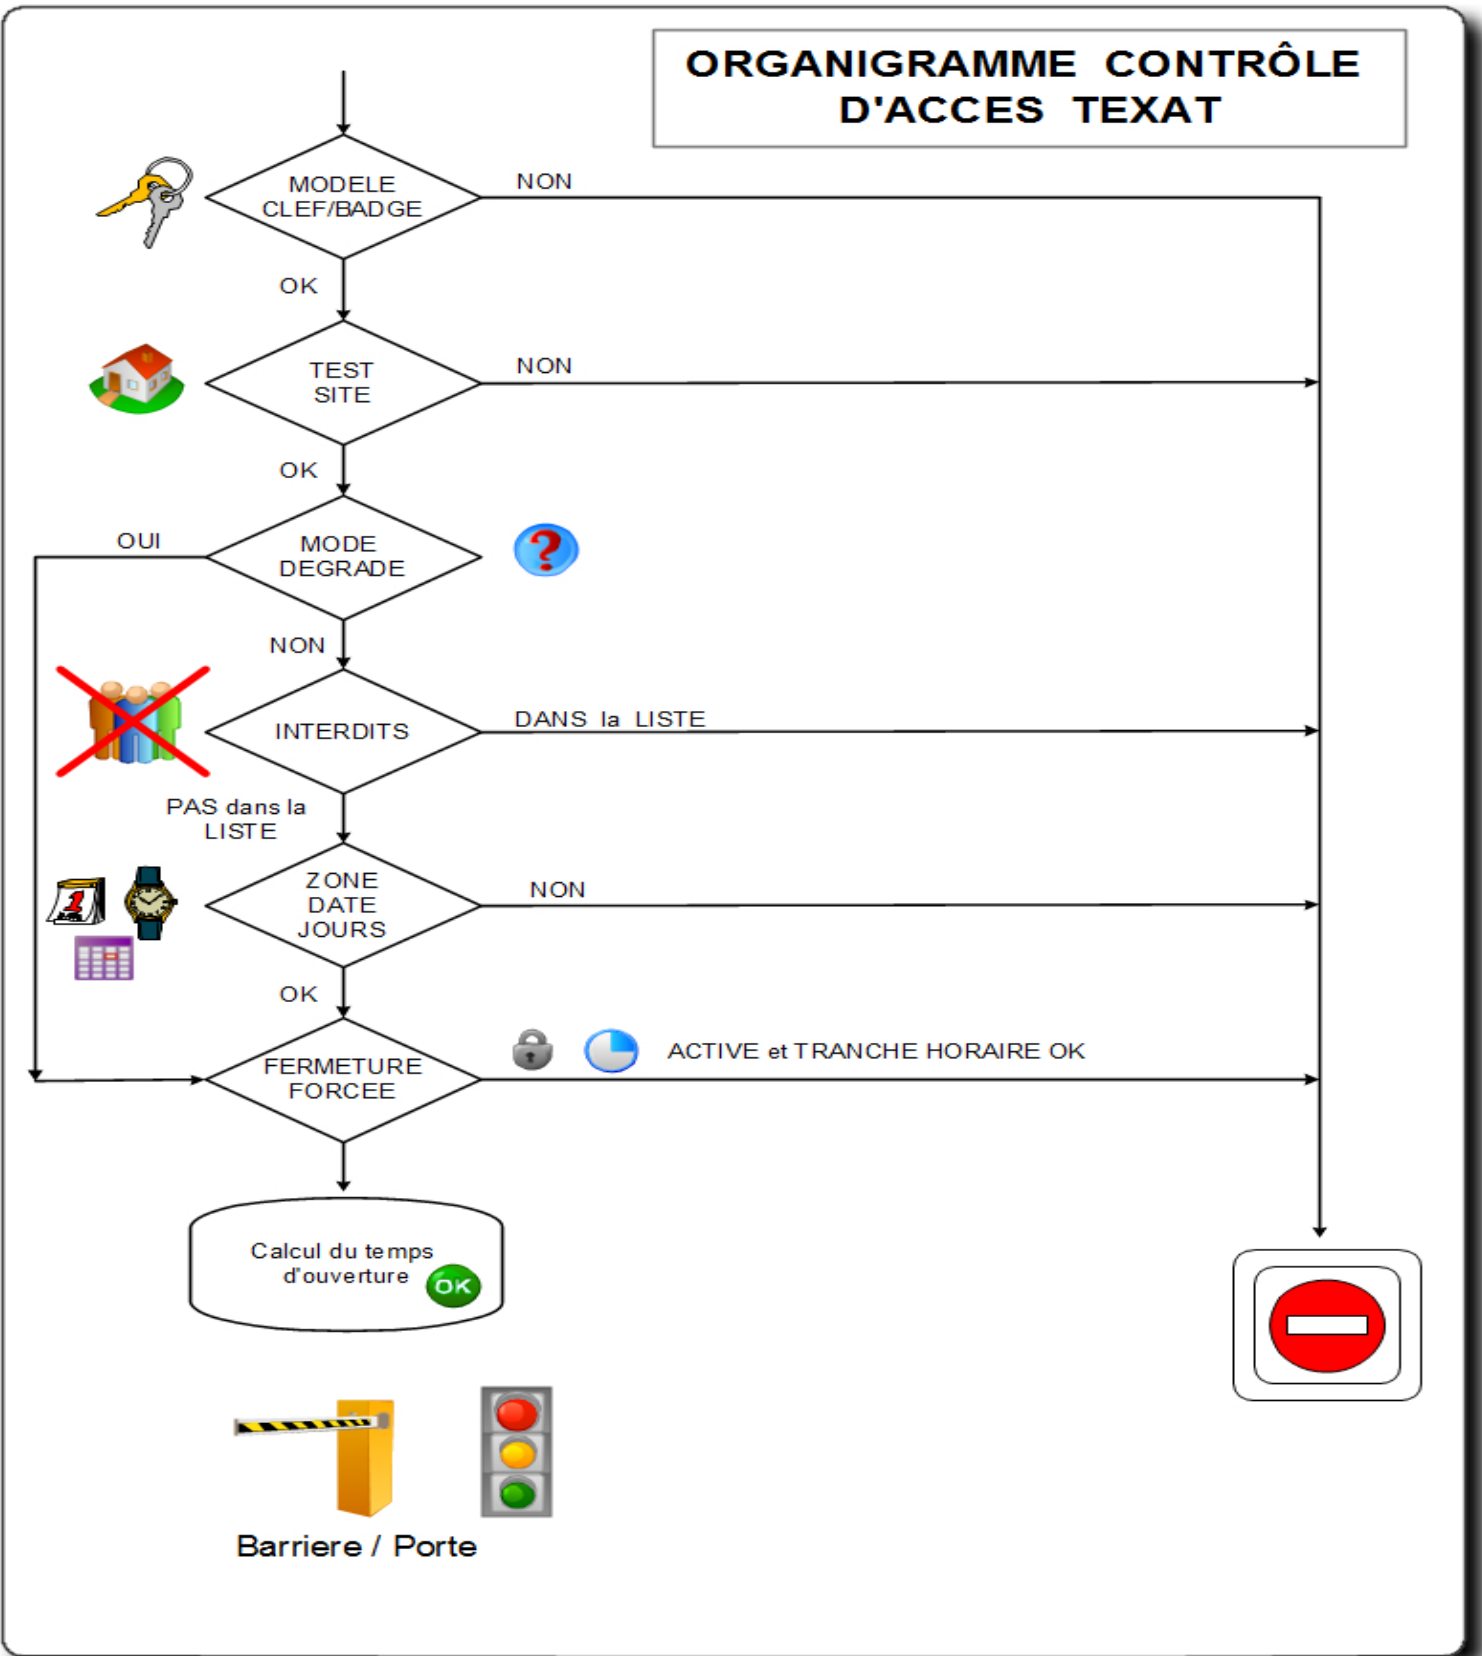 ORGANIGRAMME CONTRÔLE
D'ACCES TEXAT
MODELE
CLEF/BADGE
NON
OK
TEST
SITE
NON
OK
MODE
DEGRADE
OUI
?
NON
INTERDITS
DANS la LISTE
PAS dans la
LISTE
1
ZONE
DATE
JOURS
NON
OK
FERMETURE
FORCEE
ACTIVE et TRANCHE HORAIRE OK
Calcul du temps
d'ouverture
OK
Barriere / Porte